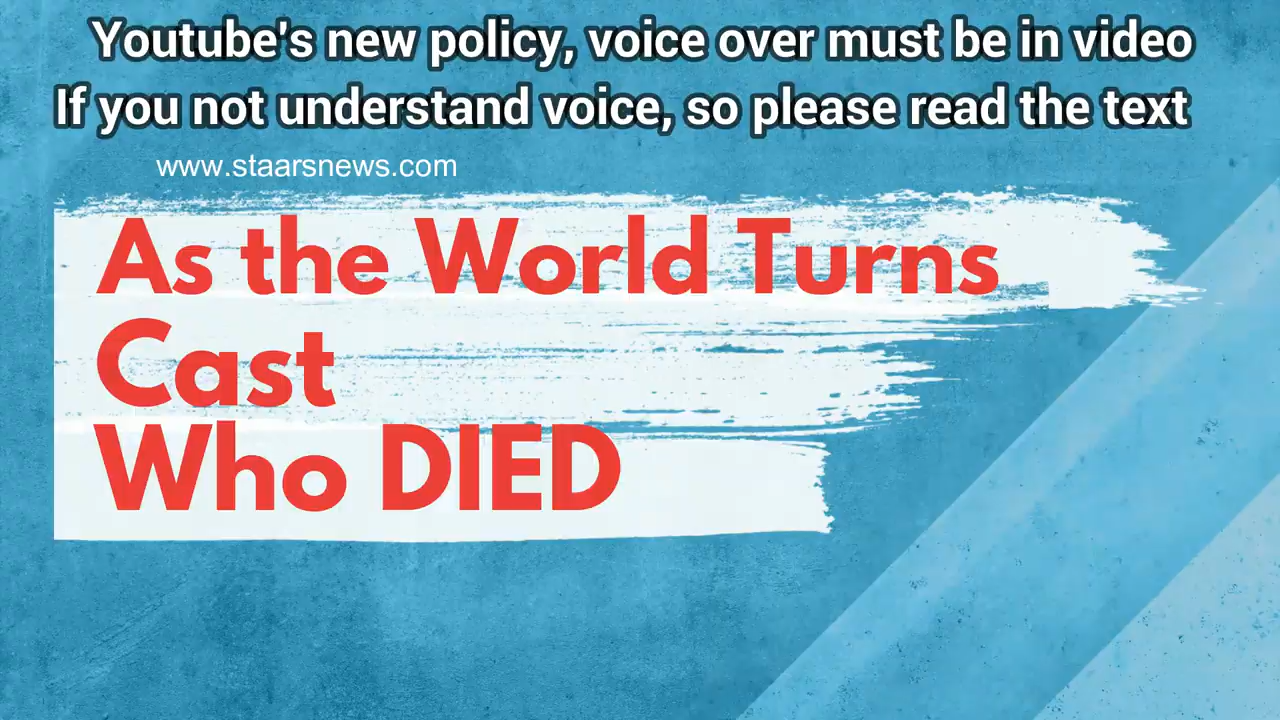 Youtube's new policy, voice over must be in video
If you not understand voice, so please read the text
www.staarsnews.com
As the World Turns
Cast
Who DIED